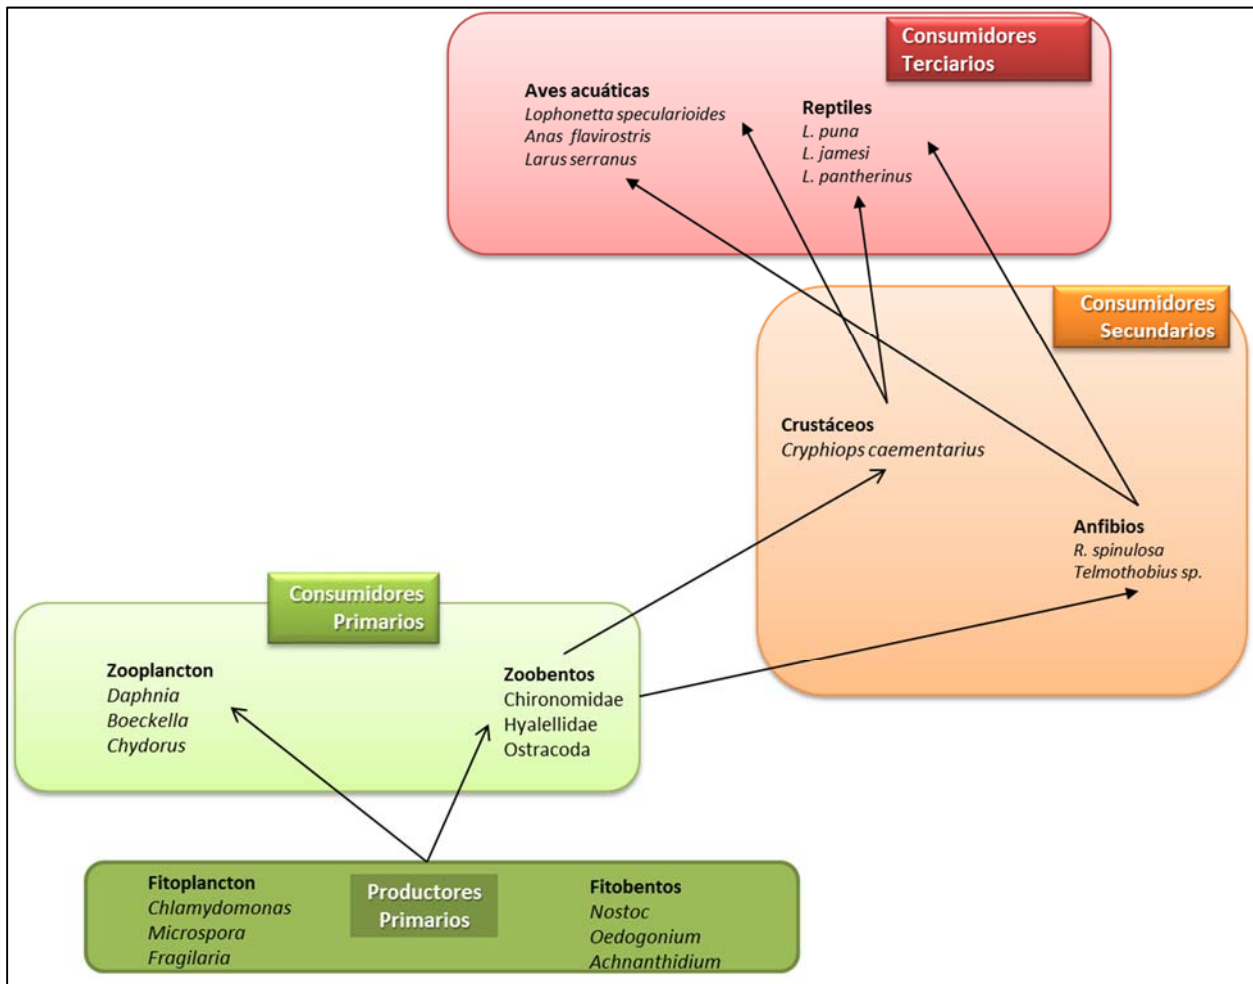 Consumidores
Terciarios
Aves acuáticas
Lophonetta specularioides
Anas flavirostris
Larus serranus
Reptiles
L. puna
L. jamesi
L. pantherinus
Consumidores
Secundarios
Crustáceos
Cryphiops caementarius
Anfibios
R. spinulosa
Telmothobius sp.
Consumidores
Primarios
Zooplancton
Daphnia
Boeckella
Chydorus
Zoobentos
Chironomidae
Hyalellidae
Ostracoda
Fitoplancton
Chlamydomonas
Microspora
Fragilaria
Productores
Primarios
Fitobentos
Nostoc
Oedogonium
Achnanthidium